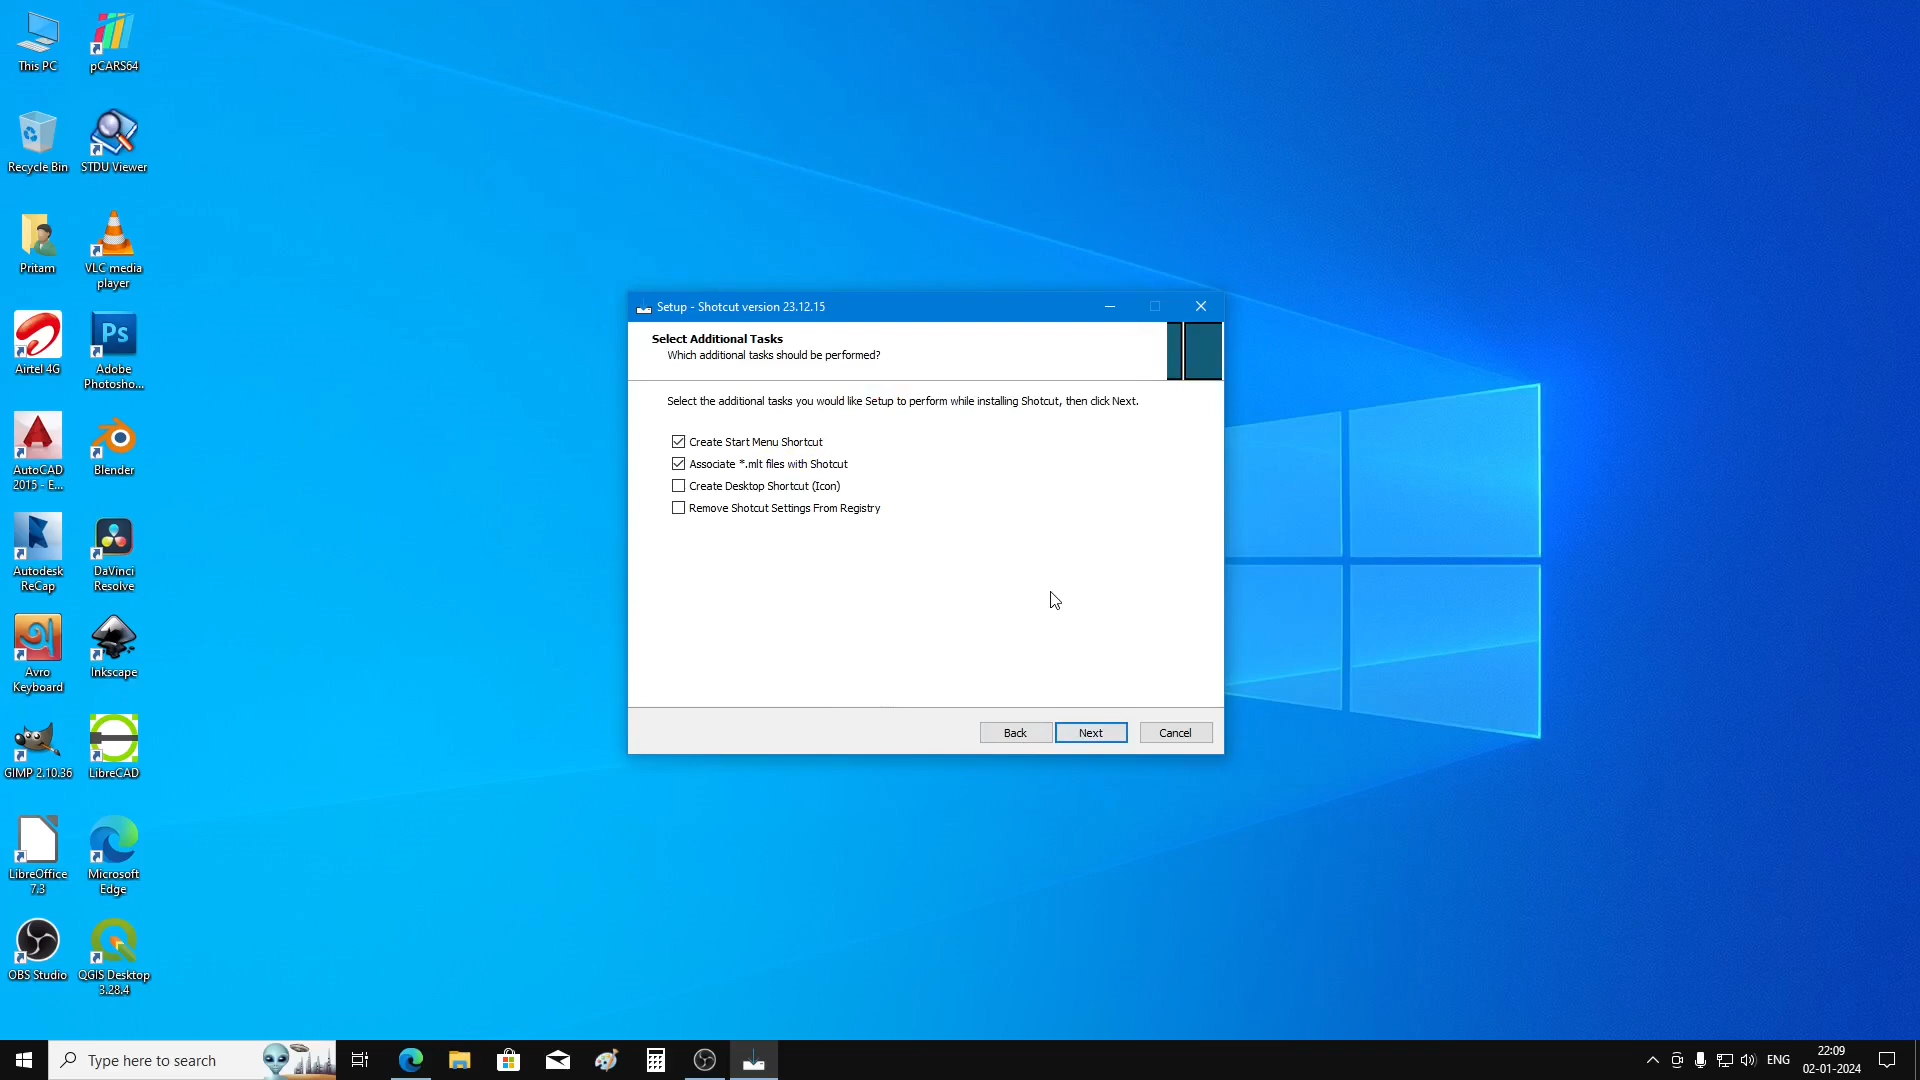 This PC
pCARS64
Recycle Bin
STDU Viewer
Pritam
VLC media
player
Airtel 4G
Ps
Adobe
Photosho...
AutoCAD
2015 - E...
Blender
Autodesk
ReCap
DaVinci
Resolve
Avro
Keyboard
Inkscape
GIMP 2.10.36
LibreCAD
LibreOffice
7.3
Microsoft
Edge
OBS Studio
QGIS Desktop
3.28.4
Setup - Shotcut version 23.12.15
Select Additional Tasks
Which additional tasks should be performed?
Select the additional tasks you would like Setup to perform while installing Shotcut, then click Next.
Create Start Menu Shortcut
Associate *.mlt files with Shotcut
Create Desktop Shortcut (Icon)
Remove Shotcut Settings From Registry
Back
Next
Cancel
Type here to search
ENG
22:09
02-01-2024